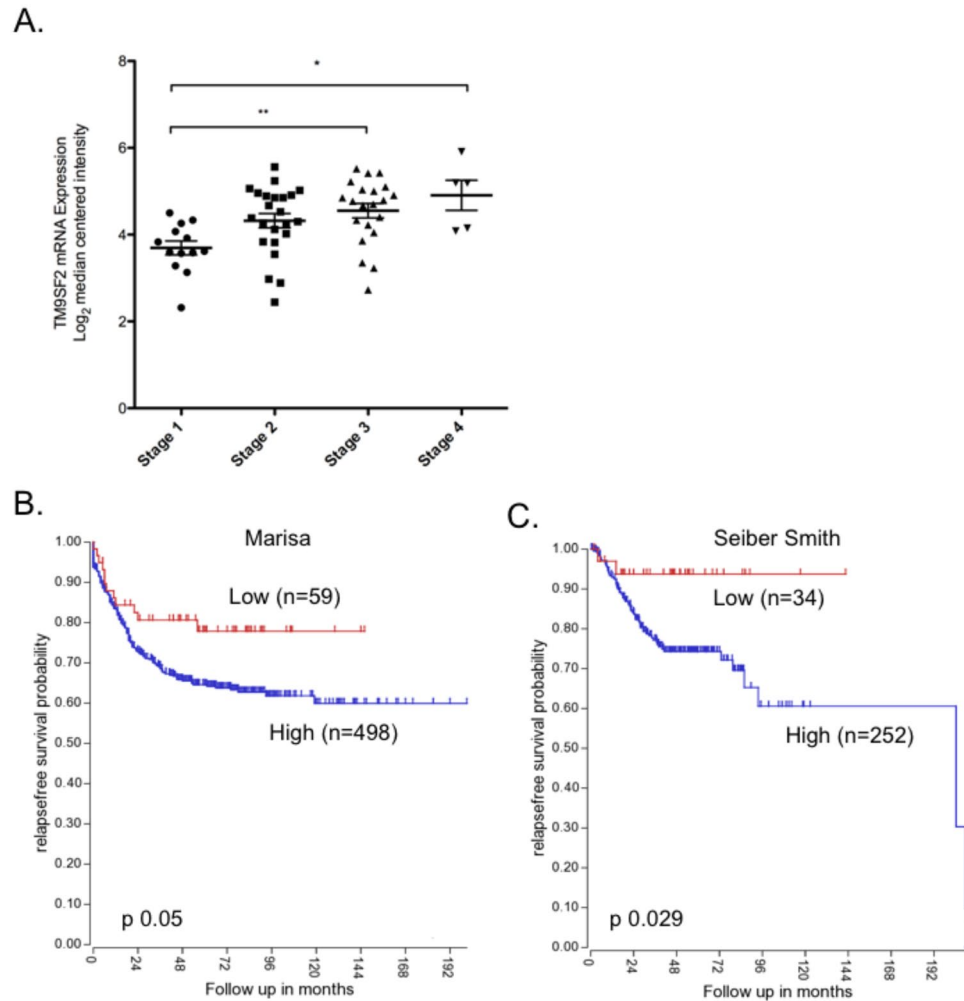 A.
TM9SF2 mRNA Expression
Log2 median centered intensity
8
6
4
2
0
*
**
Stage 1
Stage 2
Stage 3
Stage 4
B.
Marisa
relapsefree survival probability
1.00
0.90
0.80
0.70
0.60
0.50
0.40
0.30
0.20
0.10
0.00
Low (n=59)
High (n=498)
p 0.05
0
24
48
72
96
120
144
168
192
Follow up in months
C.
Seiber Smith
relapsefree survival probability
1.00
0.90
0.80
0.70
0.60
0.50
0.40
0.30
0.20
0.10
0.00
Low (n=34)
High (n=252)
p 0.029
0
24
48
72
96
120
144
168
192
Follow up in months